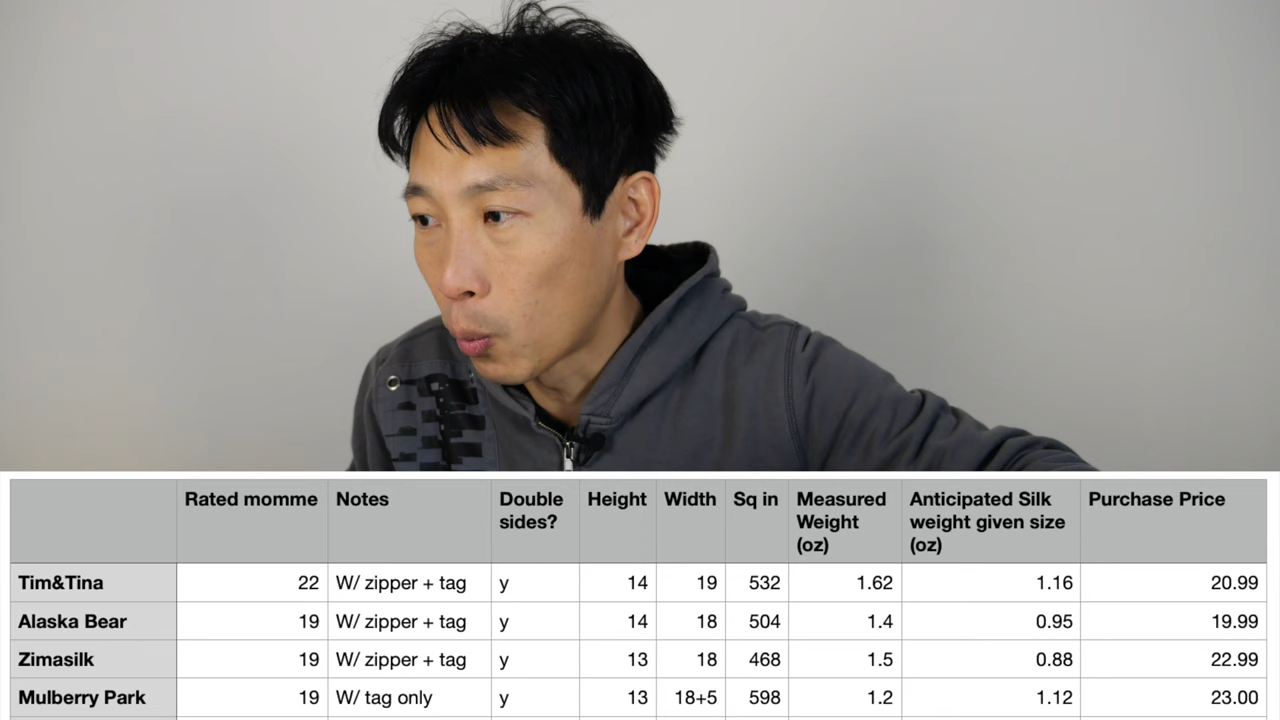 Rated momme Notes Double sides? Height Width Sq in Measured Weight (oz) Anticipated Silk weight given size (oz) Purchase Price
Tim&Tina 22 W/ zipper + tag y 14 19 532 1.62 1.16 20.99
Alaska Bear 19 W/ zipper + tag y 14 18 504 1.4 0.95 19.99
Zimasilk 19 W/ zipper + tag y 13 18 468 1.5 0.88 22.99
Mulberry Park 19 W/ tag only y 13 18+5 598 1.2 1.12 23.00